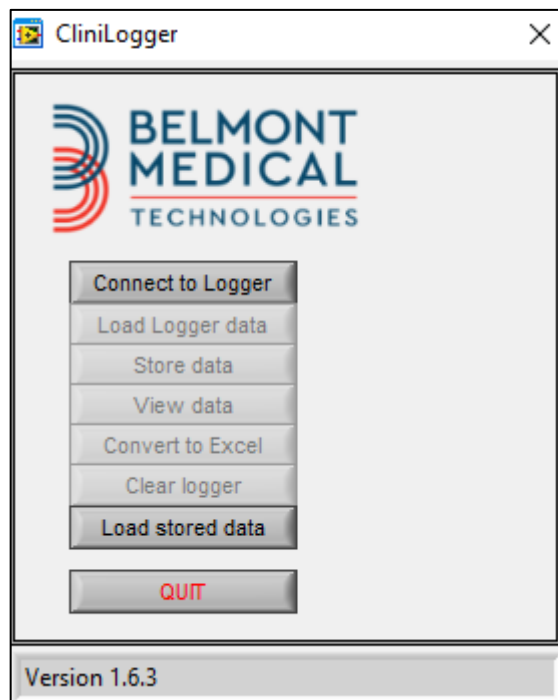 CliniLogger
BELMONT
MEDICAL
TECHNOLOGIES
Connect to Logger
Load Logger data
Store data
View data
Convert to Excel
Clear logger
Load stored data
QUIT
Version 1.6.3